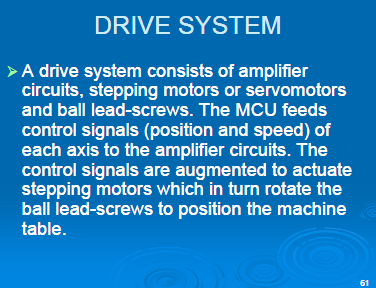 DRIVE SYSTEM
➢ A drive system consists of amplifier
circuits, stepping motors or servomotors
and ball lead-screws. The MCU feeds
control signals (position and speed) of
each axis to the amplifier circuits. The
control signals are augmented to actuate
stepping motors which in turn rotate the
ball lead-screws to position the machine
table.
61